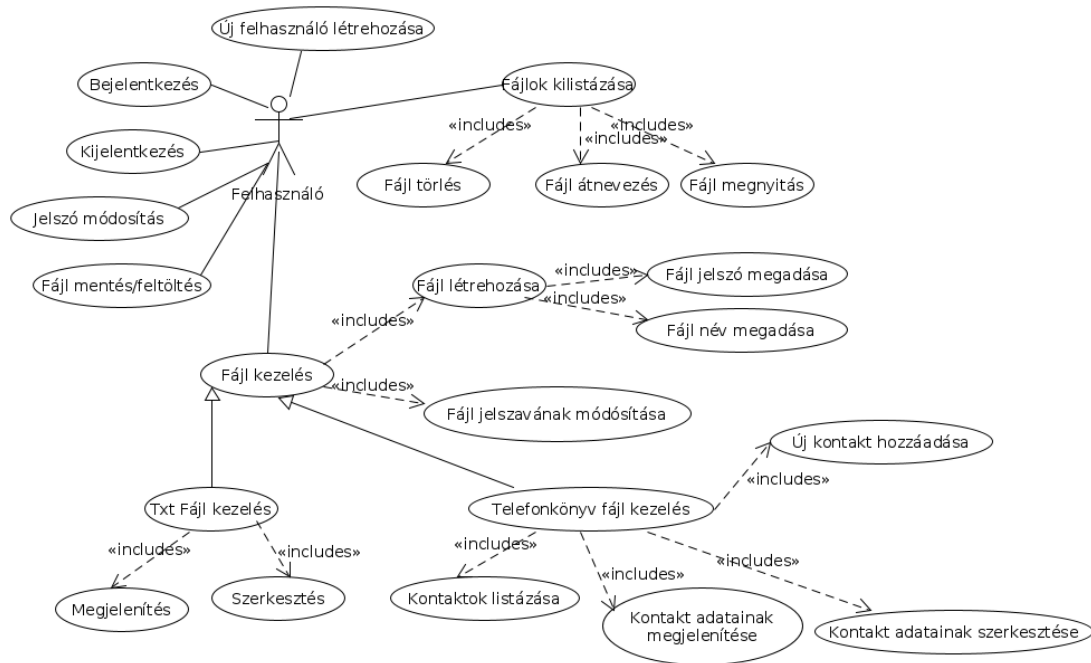 Új felhasználó létrehozása
Bejelentkezés
Fájlok kilistázása
«includes»
«includes»
«includes»
Kijelentkezés
Fájl törlés
Fájl átnevezés
Fájl megnyitás
Felhasználó
Jelszó módosítás
Fájl mentés/feltöltés
Fájl létrehozása
«includes»
Fájl jelszó megadása
«includes»
Fájl név megadása
«includes»
Fájl kezelés
«includes»
Fájl jelszavának módósítása
Új kontakt hozzáadása
«includes»
Txt Fájl kezelés
Telefonkönyv fájl kezelés
«includes»
«includes»
«includes»
«includes»
«includes»
Megjelenítés
Szerkesztés
Kontaktok listázása
Kontakt adatainak
megjelenítése
Kontakt adatainak szerkesztése